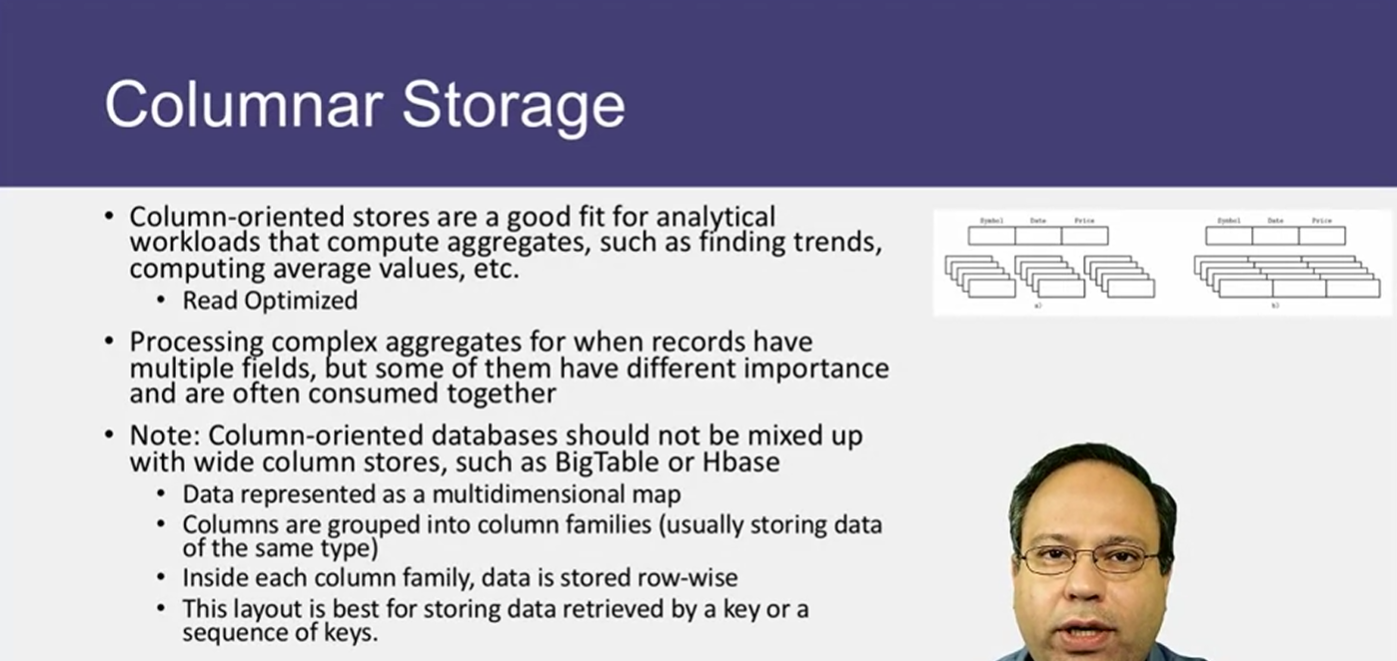 Columnar Storage
• Column-oriented stores are a good fit for analytical
workloads that compute aggregates, such as finding trends,
computing average values, etc.
• Read Optimized
• Processing complex aggregates for when records have
multiple fields, but some of them have different importance
and are often consumed together
• Note: Column-oriented databases should not be mixed up
with wide column stores, such as BigTable or Hbase
• Data represented as a multidimensional map
• Columns are grouped into column families (usually storing data
of the same type)
• Inside each column family, data is stored row-wise
• This layout is best for storing data retrieved by a key or a
sequence of keys.
Symbol Date Price
a)
Symbol Date Price
b)